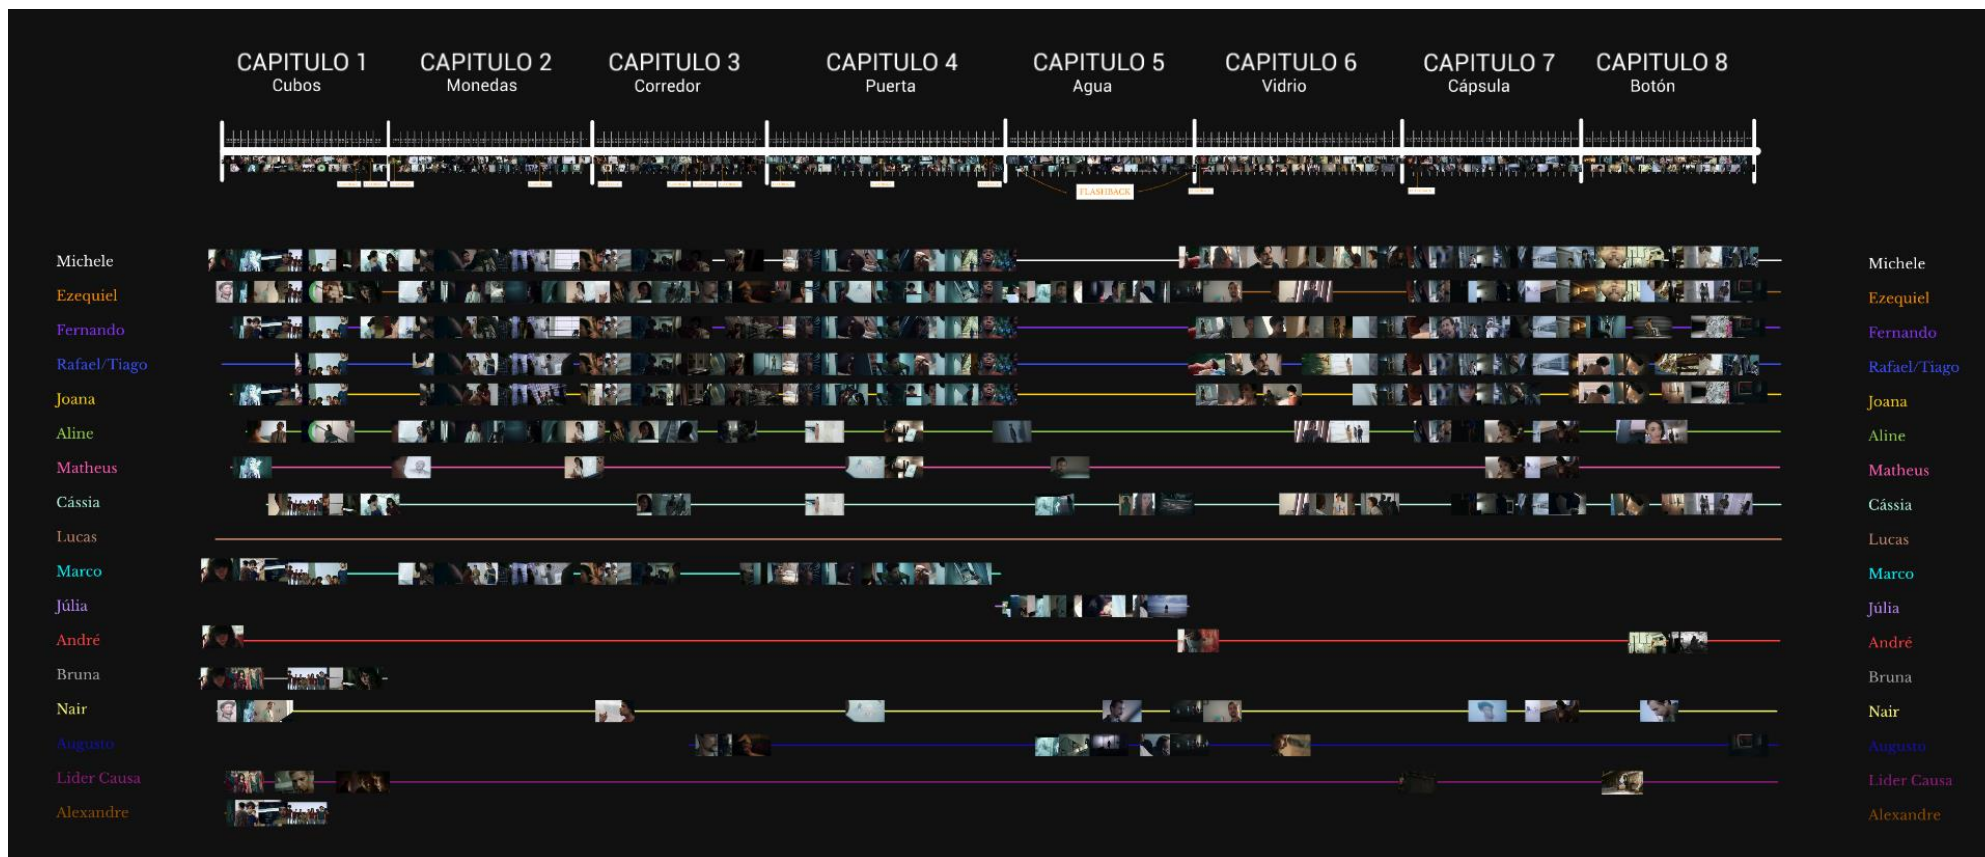 CAPITULO 1
Cubos
CAPITULO 2
Monedas
CAPITULO 3
Corredor
CAPITULO 4
Puerta
CAPITULO 5
Agua
CAPITULO 6
Vidrio
CAPITULO 7
Cápsula
CAPITULO 8
Botón
FLASHBACK
Michele
Michele
Ezequiel
Ezequiel
Fernando
Fernando
Rafael/Tiago
Rafael/Tiago
Joana
Joana
Aline
Aline
Matheus
Matheus
Cássia
Cássia
Lucas
Lucas
Marco
Marco
Júlia
Júlia
André
André
Bruna
Bruna
Nair
Nair
Augusto
Augusto
Lider Causa
Lider Causa
Alexandre
Alexandre